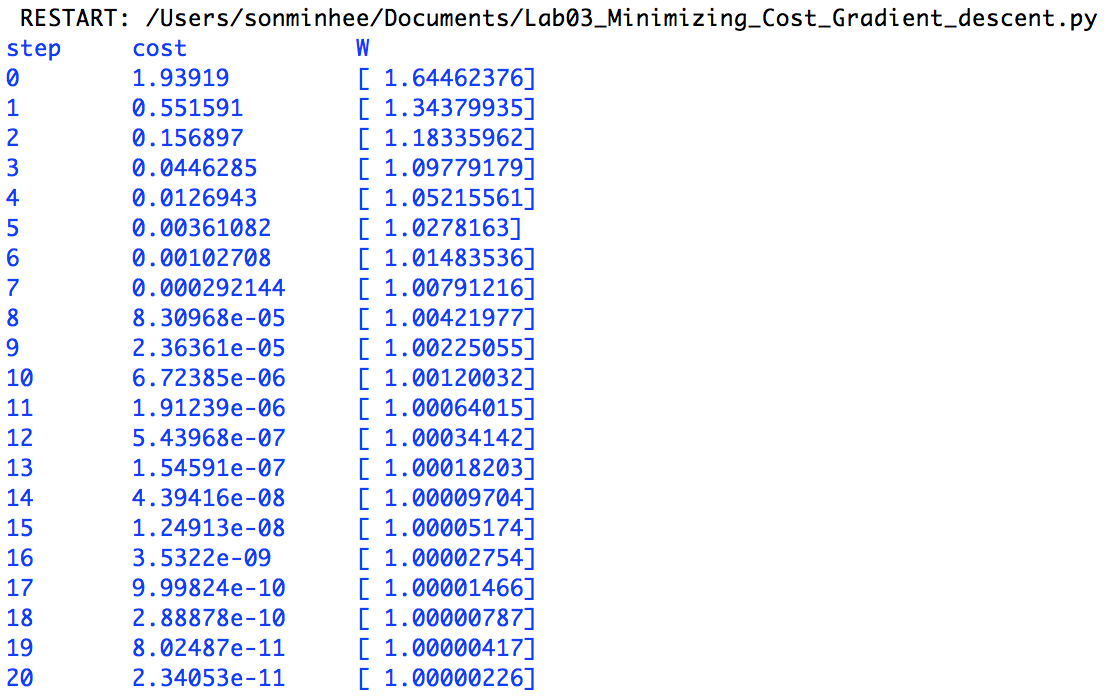 RESTART: /Users/sonminhee/Documents/Lab03_Minimizing_Cost_Gradient_descent.py
step cost W
0 1.93919 [ 1.64462376]
1 0.551591 [ 1.34379935]
2 0.156897 [ 1.18335962]
3 0.0446285 [ 1.09779179]
4 0.0126943 [ 1.05215561]
5 0.00361082 [ 1.0278163]
6 0.00102708 [ 1.01483536]
7 0.000292144 [ 1.00791216]
8 8.30968e-05 [ 1.00421977]
9 2.36361e-05 [ 1.00225055]
10 6.72385e-06 [ 1.00120032]
11 1.91239e-06 [ 1.00064015]
12 5.43968e-07 [ 1.00034142]
13 1.54591e-07 [ 1.00018203]
14 4.39416e-08 [ 1.00009704]
15 1.24913e-08 [ 1.00005174]
16 3.5322e-09 [ 1.00002754]
17 9.99824e-10 [ 1.00001466]
18 2.88878e-10 [ 1.00000787]
19 8.02487e-11 [ 1.00000417]
20 2.34053e-11 [ 1.00000226]